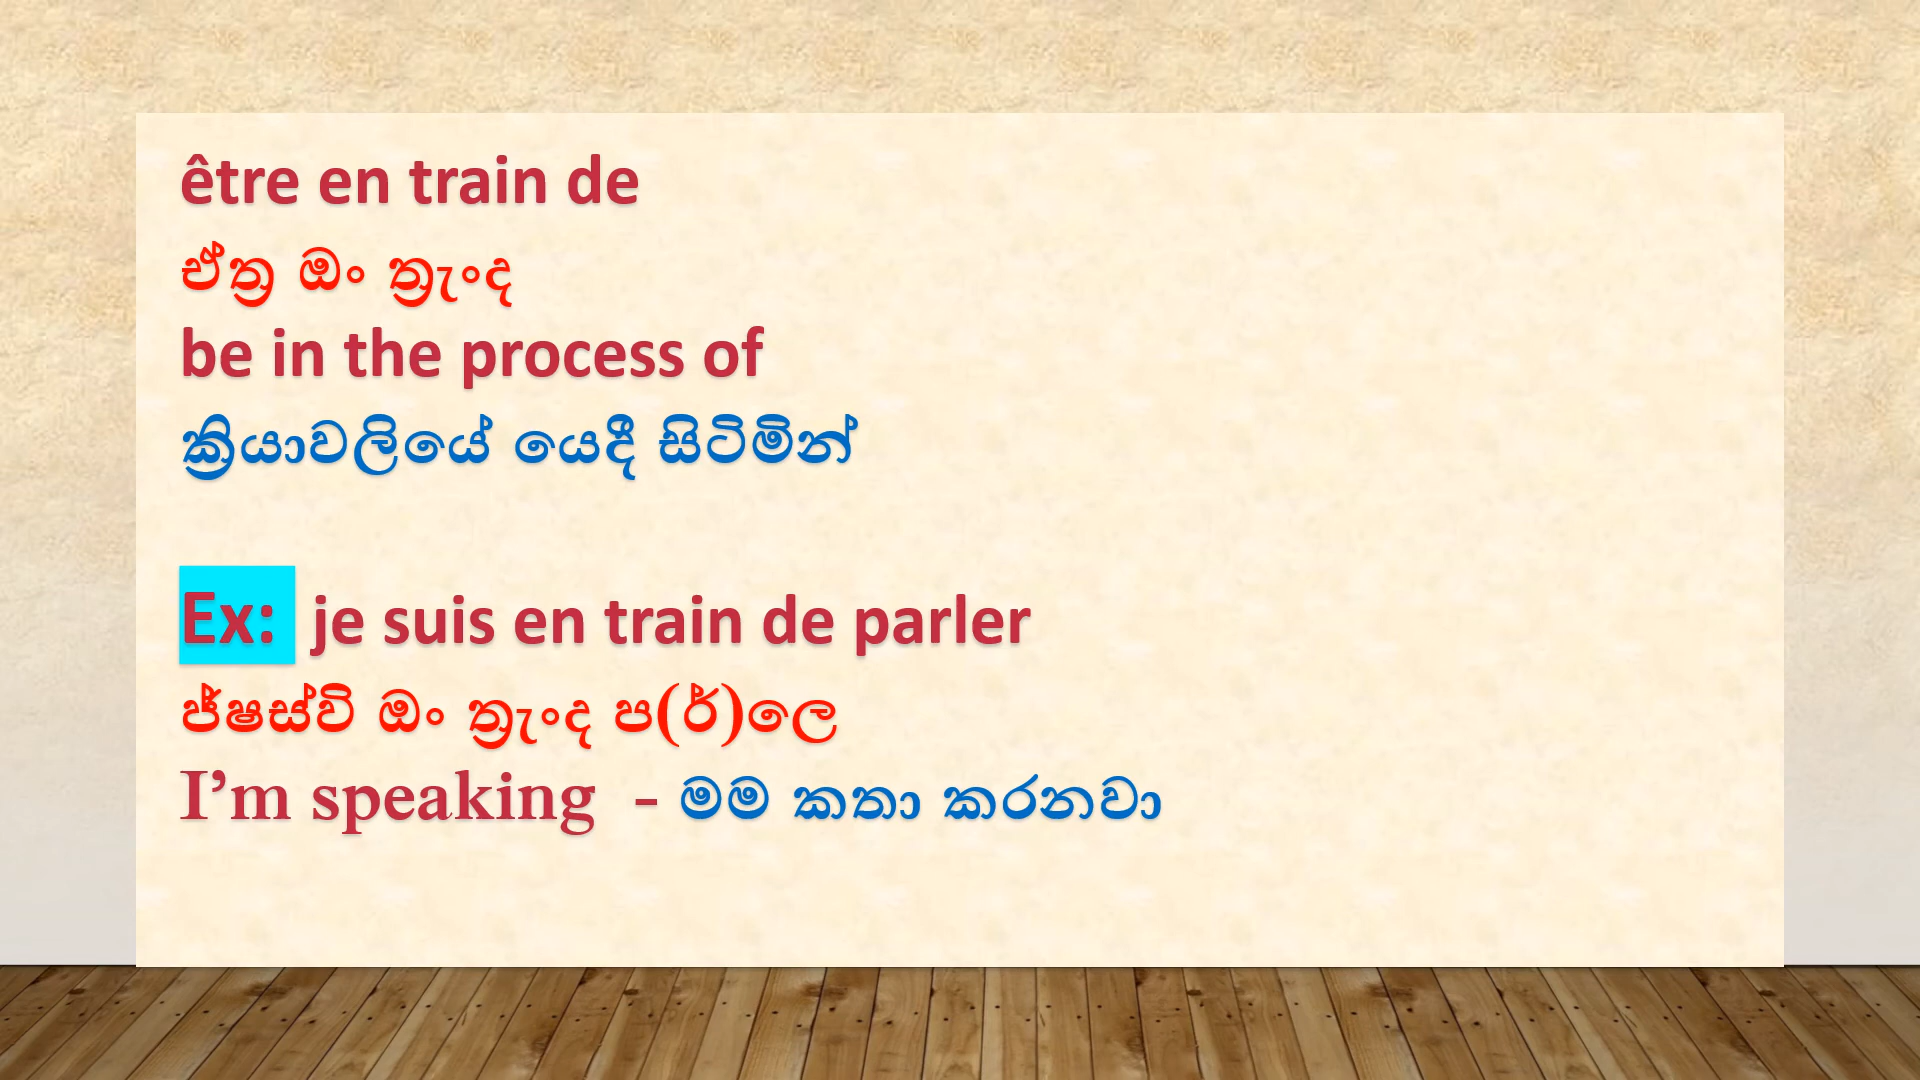 être en train de
ඒත්‍ර ඔං ත්‍රැංද
be in the process of
ක්‍රියාවලියේ යෙදී සිටිමින්
Ex: je suis en train de parler
ජ්ෂස්වි ඔං ත්‍රැංද ප(ර්)ලෙ
I’m speaking - මම කතා කරනවා